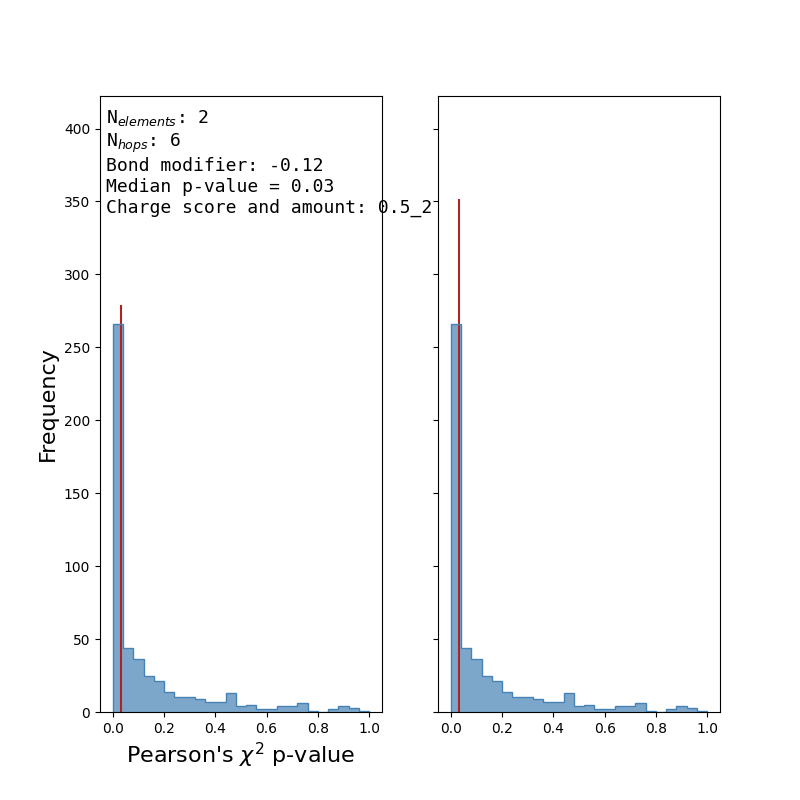 N_elements: 2
N_hops: 6
Bond modifier: -0.12
Median p-value = 0.03
Charge score and amount: 0.5_2
400
350
300
250
200
150
100
50
0
Frequency
0.0 0.2 0.4 0.6 0.8 1.0
0.0 0.2 0.4 0.6 0.8 1.0
Pearson's χ² p-value